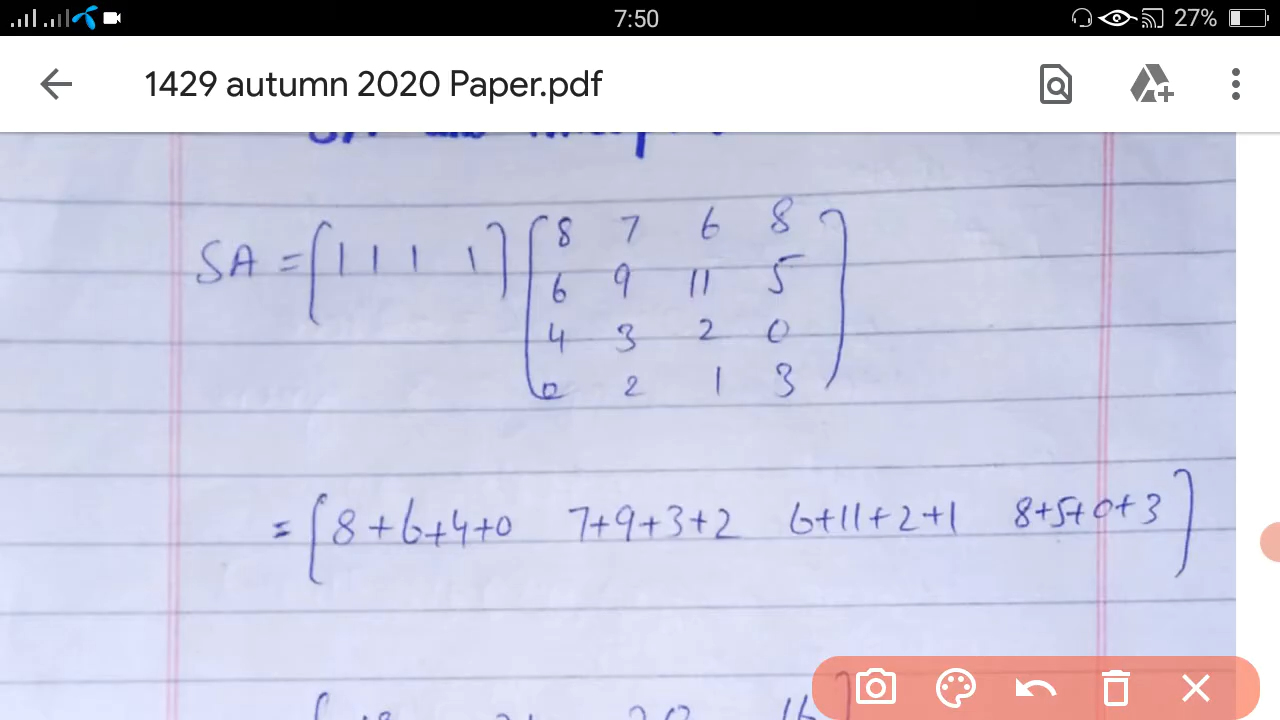 7:50
27%
1429 autumn 2020 Paper.pdf
SA = [1 1 1 1] [8 7 6 8
6 9 11 5
4 3 2 0
0 2 1 3]
= [8+6+4+0 7+9+3+2 6+11+2+1 8+5+0+3]
16]